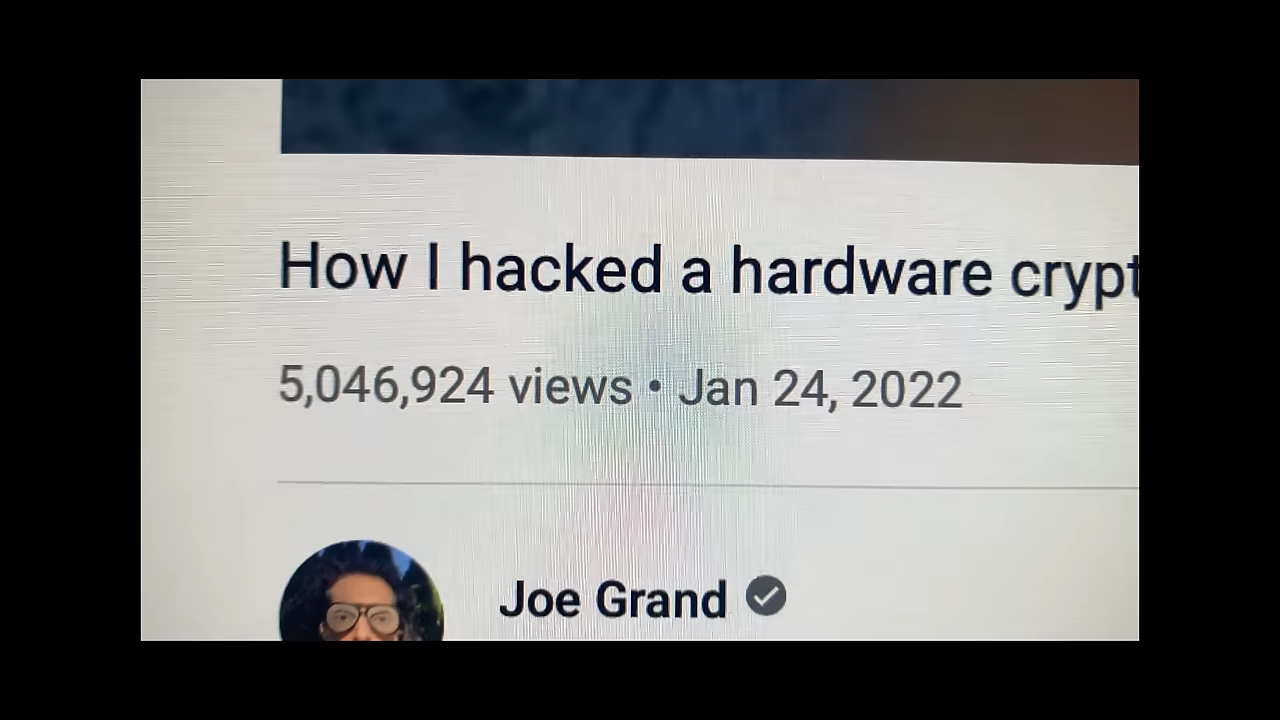 How I hacked a hardware crypt
5,046,924 views • Jan 24, 2022
Joe Grand